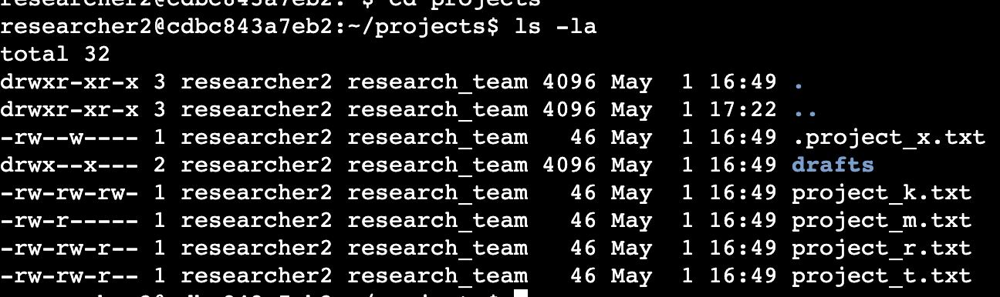 researcher2@cdbc843a7eb2:~$ cd projects
researcher2@cdbc843a7eb2:~/projects$ ls -la
total 32
drwxr-xr-x 3 researcher2 research_team 4096 May  1 16:49 .
drwxr-xr-x 3 researcher2 research_team 4096 May  1 17:22 ..
-rw--w---- 1 researcher2 research_team   46 May  1 16:49 .project_x.txt
drwx--x--- 2 researcher2 research_team 4096 May  1 16:49 drafts
-rw-rw-rw- 1 researcher2 research_team   46 May  1 16:49 project_k.txt
-rw-r----- 1 researcher2 research_team   46 May  1 16:49 project_m.txt
-rw-rw-r-- 1 researcher2 research_team   46 May  1 16:49 project_r.txt
-rw-rw-r-- 1 researcher2 research_team   46 May  1 16:49 project_t.txt
researcher2@cdbc843a7eb2:~/projects$